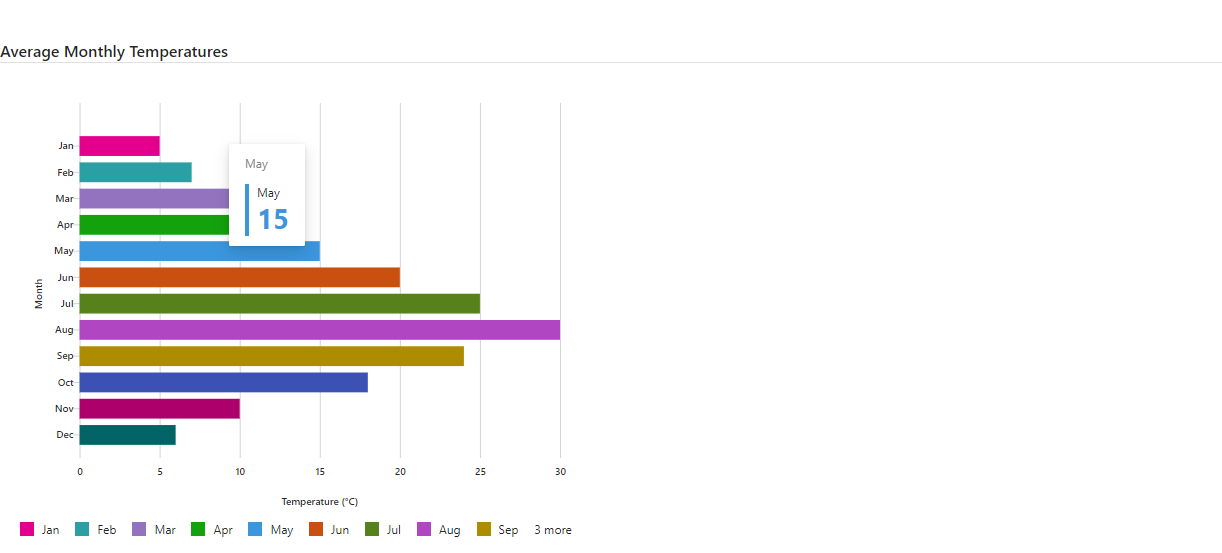 Average Monthly Temperatures
Jan
Feb
Mar
Apr
May
Jun
Jul
Aug
Sep
Oct
Nov
Dec
Month
May
May
15
0 5 10 15 20 25 30
Temperature (°C)
Jan Feb Mar Apr May Jun Jul Aug Sep 3 more